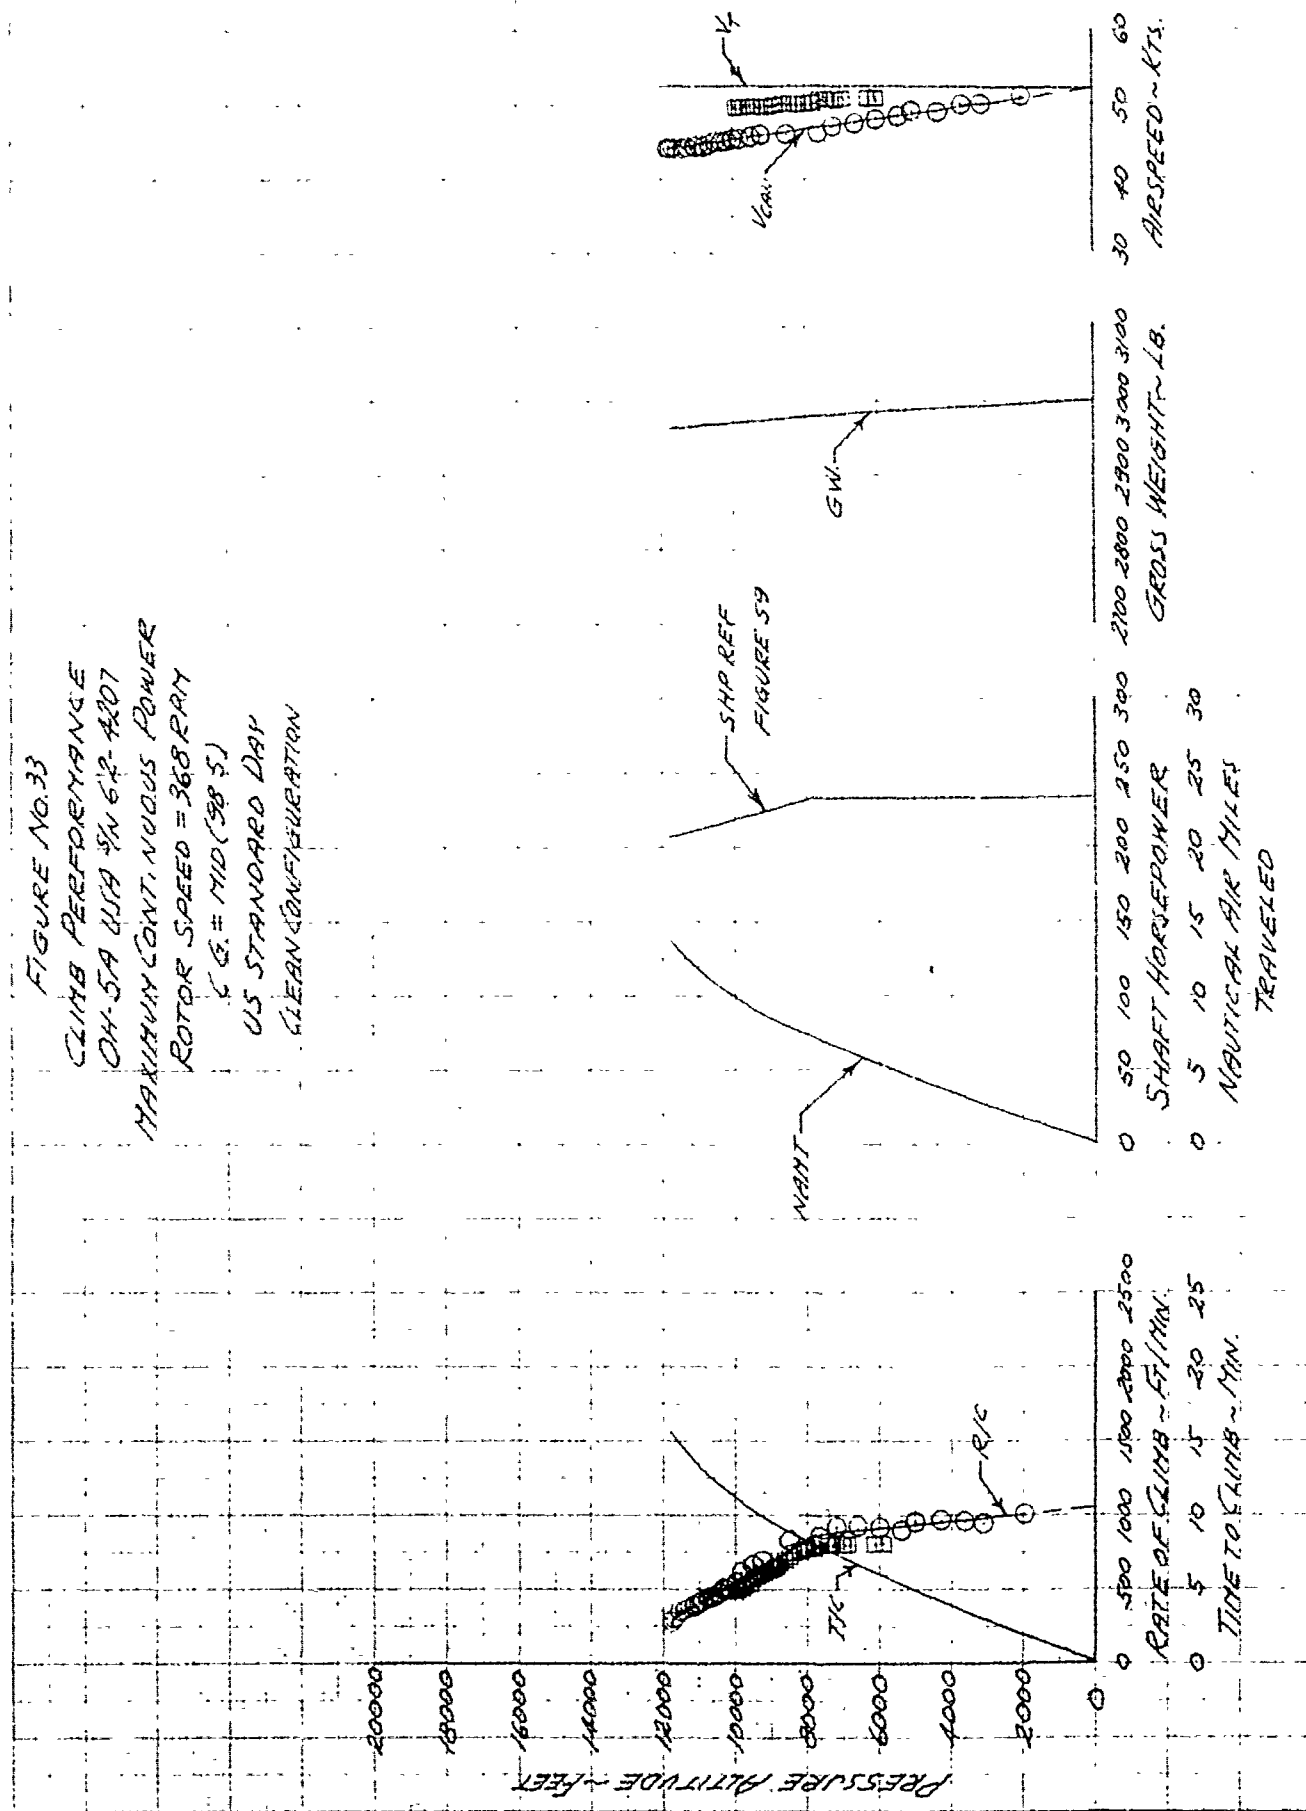 FIGURE NO.33
CLIMB PERFORMANCE
OH-5A USA S/N 62-4207
MAXIMUM CONTINUOUS POWER
ROTOR SPEED = 368 RPM
C.G. = MID (98.5)
US STANDARD DAY
CLEAN CONFIGURATION
PRESSURE ALTITUDE ~ FEET
20000
18000
16000
14000
12000
10000
8000
6000
4000
2000
0
T/C
R/C
0 500 1000 1500 2000 2500
RATE OF CLIMB ~ FT/MIN.
0 5 10 15 20 25
TIME TO CLIMB ~ MIN.
NAMT
SHP REF
FIGURE 59
0 50 100 150 200 250 300
SHAFT HORSEPOWER
0 5 10 15 20 25 30
NAUTICAL AIR MILES
TRAVELED
GW
2700 2800 2900 3000 3100
GROSS WEIGHT ~ LB.
VCAL
VT
30 40 50 60
AIRSPEED ~ KTS.